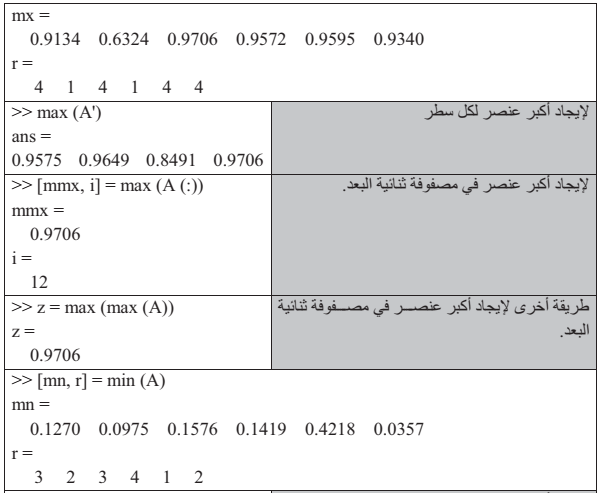 mx =
0.9134 0.6324 0.9706 0.9572 0.9595 0.9340
r =
4 1 4 1 4 4
>> max (A')
لإيجاد أكبر عنصر لكل سطر
ans =
0.9575 0.9649 0.8491 0.9706
>> [mmx, i] = max (A (:))
لإيجاد أكبر عنصر في مصفوفة ثنائية البعد.
mmx =
0.9706
i =
12
>> z = max (max (A))
طريقة أخرى لإيجاد أكبر عنصـــر في مصــفوفة ثنائية
z =
البعد.
0.9706
>> [mn, r] = min (A)
mn =
0.1270 0.0975 0.1576 0.1419 0.4218 0.0357
r =
3 2 3 4 1 2